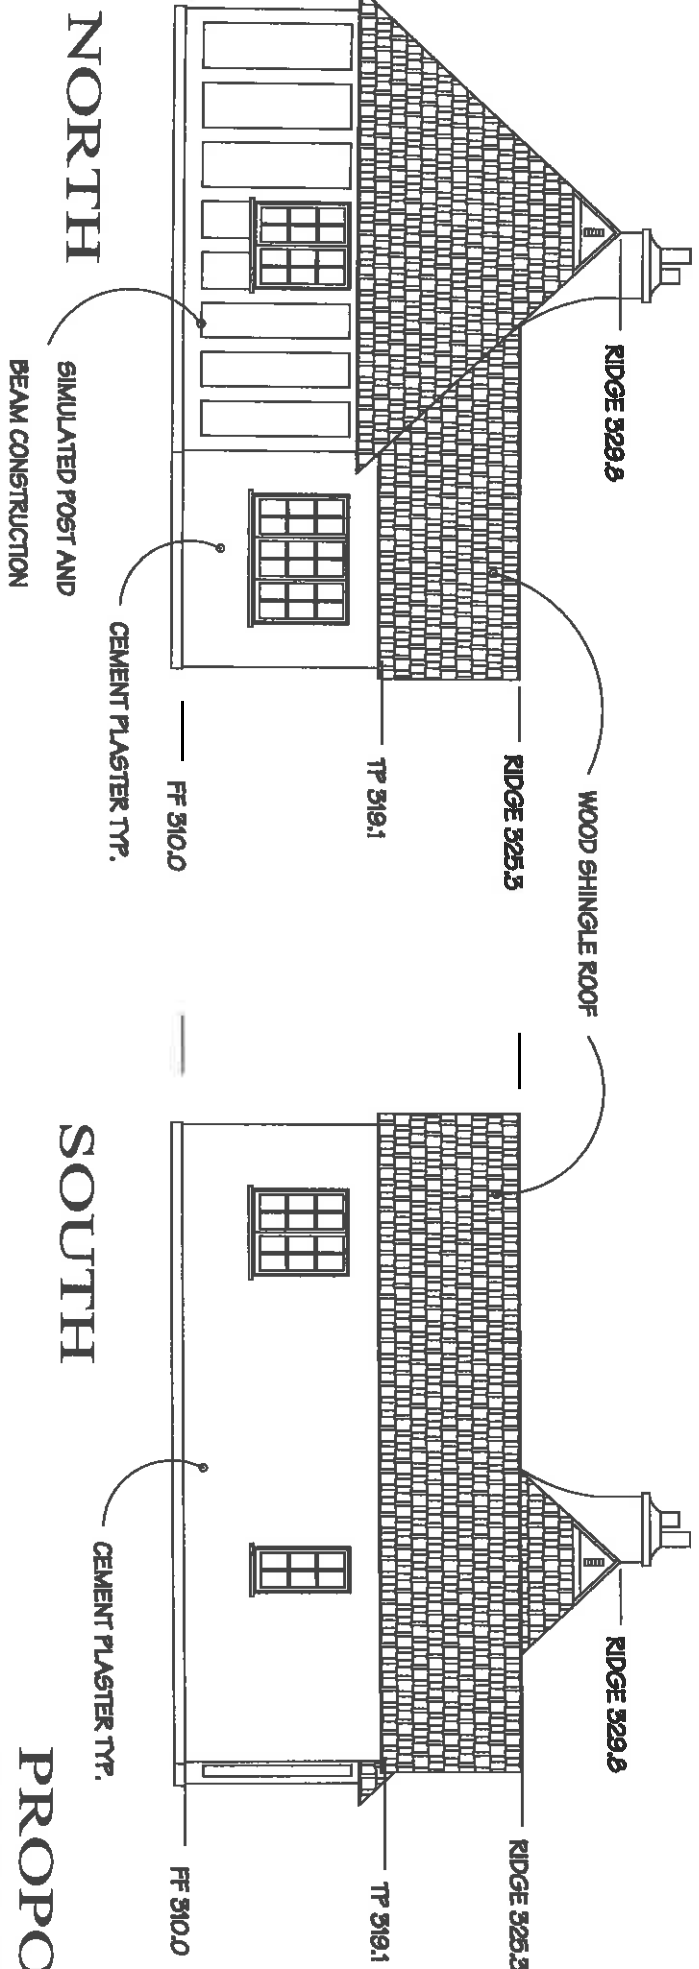 RIDGE 329.8
WOOD SHINGLE ROOF
RIDGE 329.8
RIDGE 325.3
RIDGE 325.3
TP 319.1
TP 319.1
FF 310.0
FF 310.0
CEMENT PLASTER TYP.
CEMENT PLASTER TYP.
SIMULATED POST AND
BEAM CONSTRUCTION
NORTH
SOUTH
PROPO